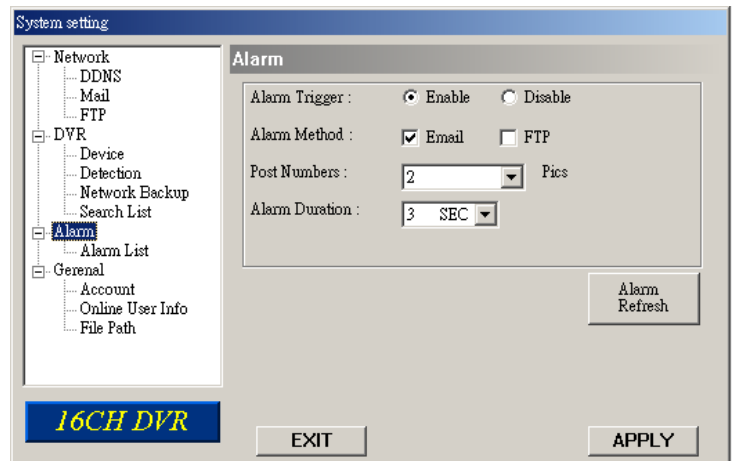 System setting
Network
DDNS
Mail
FTP
DVR
Device
Detection
Network Backup
Search List
Alarm
Alarm List
Gerenal
Account
Online User Info
File Path
16CH DVR
Alarm
Alarm Trigger : Enable Disable
Alarm Method : Email FTP
Post Numbers : 2 Pics
Alarm Duration : 3 SEC
Alarm
Refresh
EXIT
APPLY